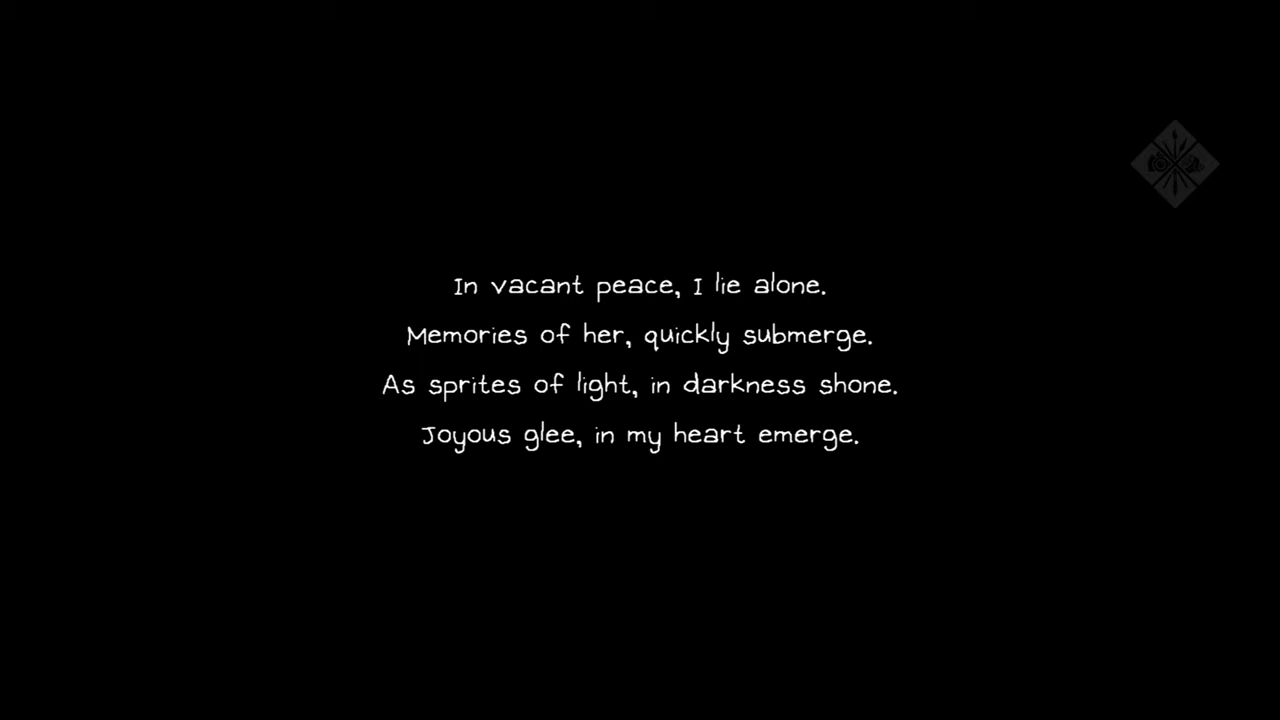 In vacant peace, I lie alone.
Memories of her, quickly submerge.
As sprites of light, in darkness shone.
Joyous glee, in my heart emerge.